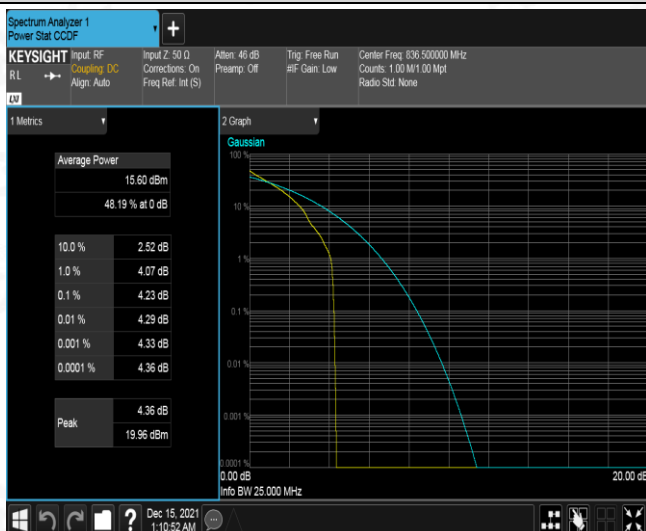 Spectrum Analyzer 1
Power Stat CCDF
+
KEYSIGHT
RL
LXI
Input: RF
Coupling: DC
Align: Auto
Input Z: 50 Ω
Corrections: On
Freq Ref: Int (S)
Atten: 46 dB
Preamp: Off
Trig: Free Run
#IF Gain: Low
Center Freq: 836.500000 MHz
Counts: 1.00 M/1.00 Mpt
Radio Std: None
1 Metrics
Average Power
15.60 dBm
48.19 % at 0 dB
10.0 % 2.52 dB
1.0 % 4.07 dB
0.1 % 4.23 dB
0.01 % 4.29 dB
0.001 % 4.33 dB
0.0001 % 4.36 dB
Peak
4.36 dB
19.96 dBm
2 Graph
Gaussian
100 %
10 %
1 %
0.1 %
0.01 %
0.001 %
0.0001 %
0.00 dB 20.00 dB
Info BW 25.000 MHz
?
Dec 15, 2021
1:10:52 AM